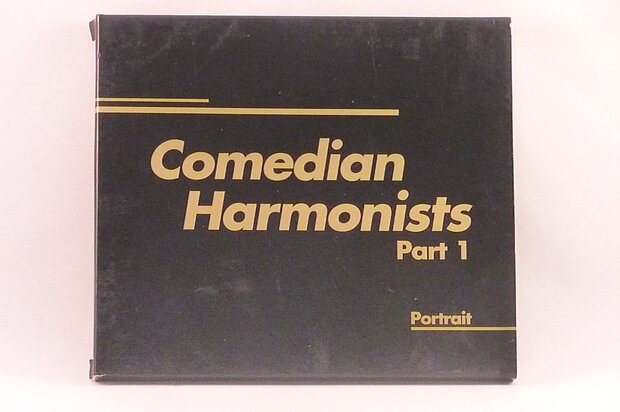 Comedian
Harmonists
Part 1
Portrait